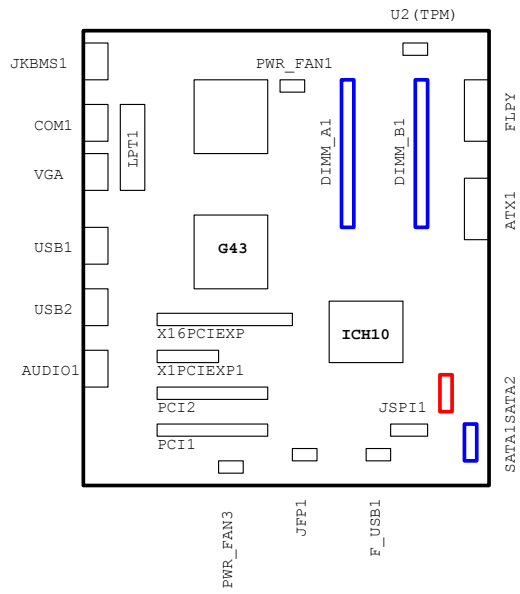 U2(TPM)
JKBMS1
PWR_FAN1
COM1
LPT1
DIMM_A1
DIMM_B1
FLPY
VGA
ATX1
USB1
G43
USB2
X16PCIEXP
ICH10
AUDIO1
X1PCIEXP1
PCI2
JSPI1
SATA1SATA2
PCI1
PWR_FAN3
JFP1
F_USB1